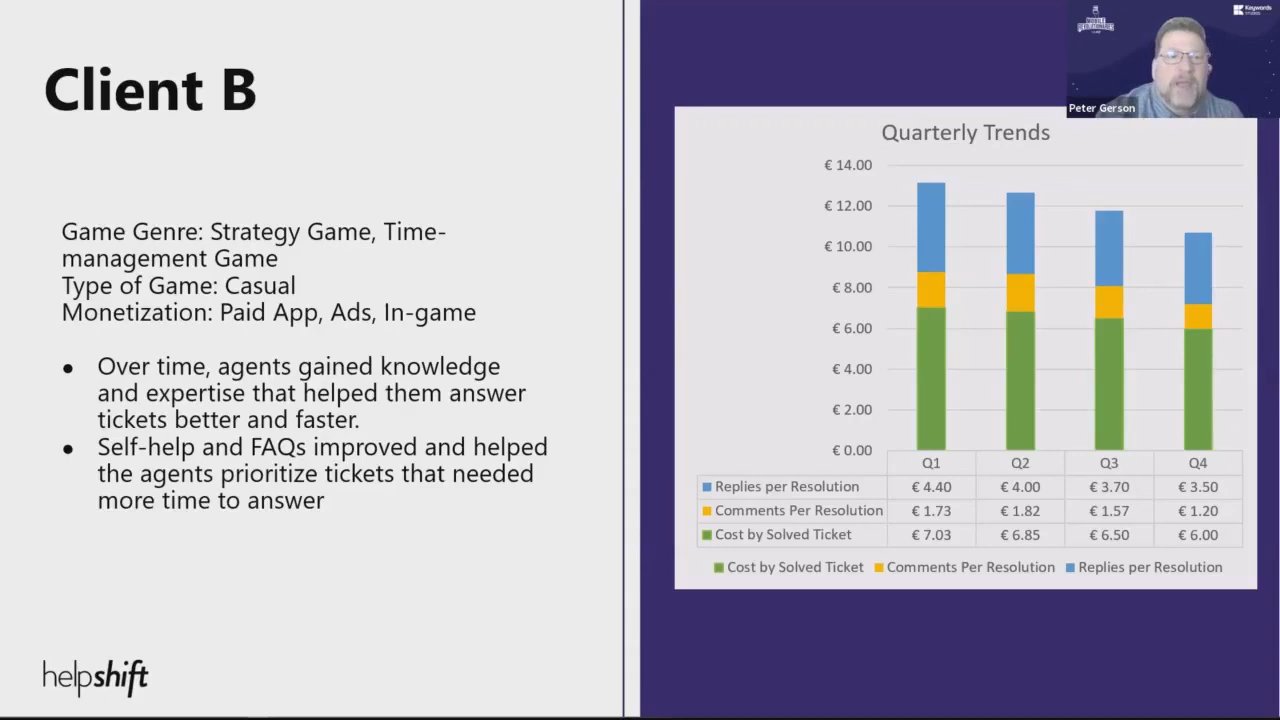 Client B
Game Genre: Strategy Game, Time-
management Game
Type of Game: Casual
Monetization: Paid App, Ads, In-game
● Over time, agents gained knowledge
and expertise that helped them answer
tickets better and faster.
● Self-help and FAQs improved and helped
the agents prioritize tickets that needed
more time to answer
helpshift
MOBILE
REVOLUTIONARIES
Keywords
STUDIOS
Peter Gerson
Quarterly Trends
€ 14.00
€ 12.00
€ 10.00
€ 8.00
€ 6.00
€ 4.00
€ 2.00
€ 0.00
Q1 Q2 Q3 Q4
Replies per Resolution € 4.40 € 4.00 € 3.70 € 3.50
Comments Per Resolution € 1.73 € 1.82 € 1.57 € 1.20
Cost by Solved Ticket € 7.03 € 6.85 € 6.50 € 6.00
Cost by Solved Ticket Comments Per Resolution Replies per Resolution